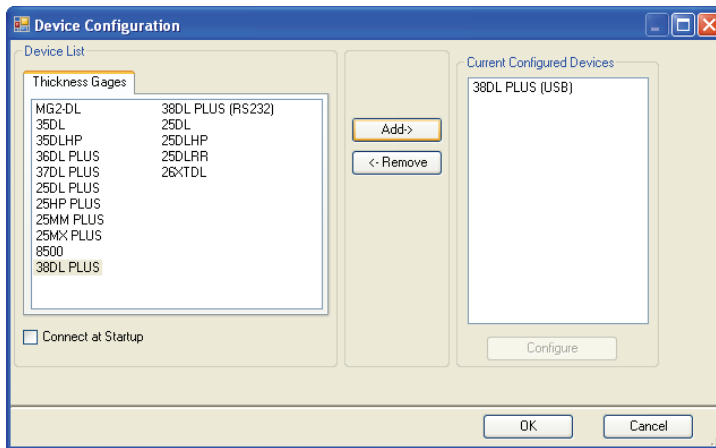 Device Configuration
Device List
Thickness Gages
MG2-DL
35DL
35DLHP
36DL PLUS
37DL PLUS
25DL PLUS
25HP PLUS
25MM PLUS
25MX PLUS
8500
38DL PLUS
38DL PLUS (RS232)
25DL
25DLHP
25DLRR
26XTDL
Connect at Startup
Add->
<- Remove
Current Configured Devices
38DL PLUS (USB)
Configure
OK
Cancel